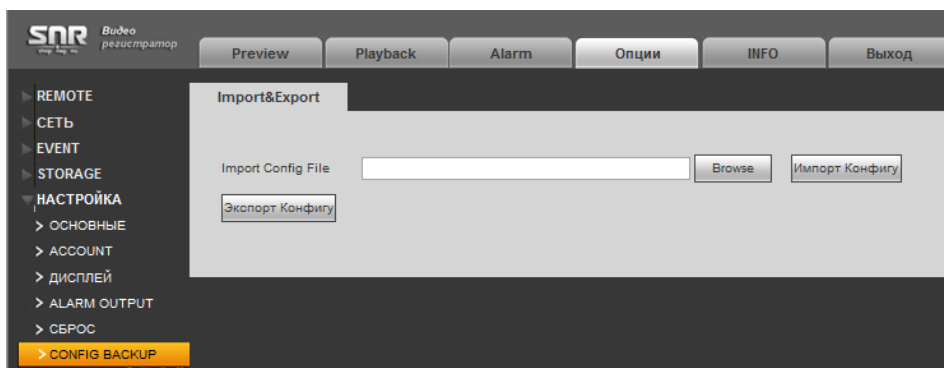 SNR
Видео
регистратор
Preview Playback Alarm Опции INFO Выход
Import&Export
REMOTE
СЕТЬ
EVENT
STORAGE
НАСТРОЙКА
> ОСНОВНЫЕ
> ACCOUNT
> ДИСПЛЕЙ
> ALARM OUTPUT
> СБРОС
> CONFIG BACKUP
Import Config File Browse Импорт Конфигу
Экспорт Конфигу